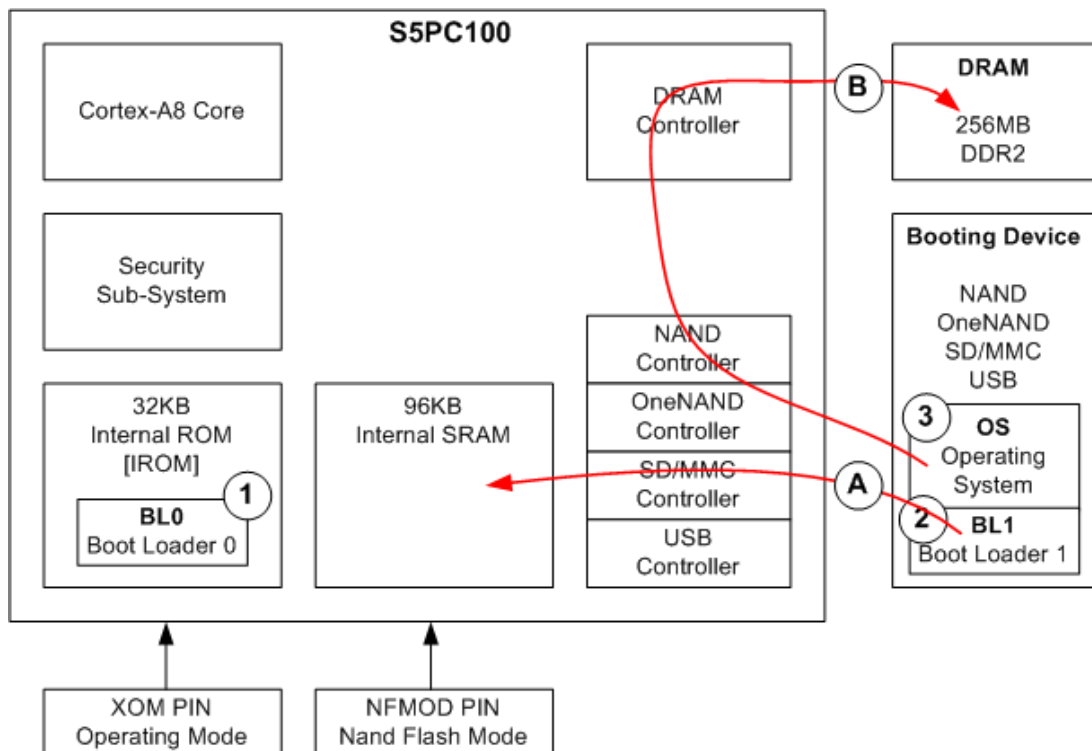 S5PC100
Cortex-A8 Core
DRAM
Controller
B
DRAM
256MB
DDR2
Security
Sub-System
Booting Device
NAND
OneNAND
SD/MMC
USB
NAND
Controller
OneNAND
Controller
SD/MMC
Controller
USB
Controller
32KB
Internal ROM
[IROM]
1
BL0
Boot Loader 0
96KB
Internal SRAM
A
3
OS
Operating
System
2
BL1
Boot Loader 1
XOM PIN
Operating Mode
NFMOD PIN
Nand Flash Mode